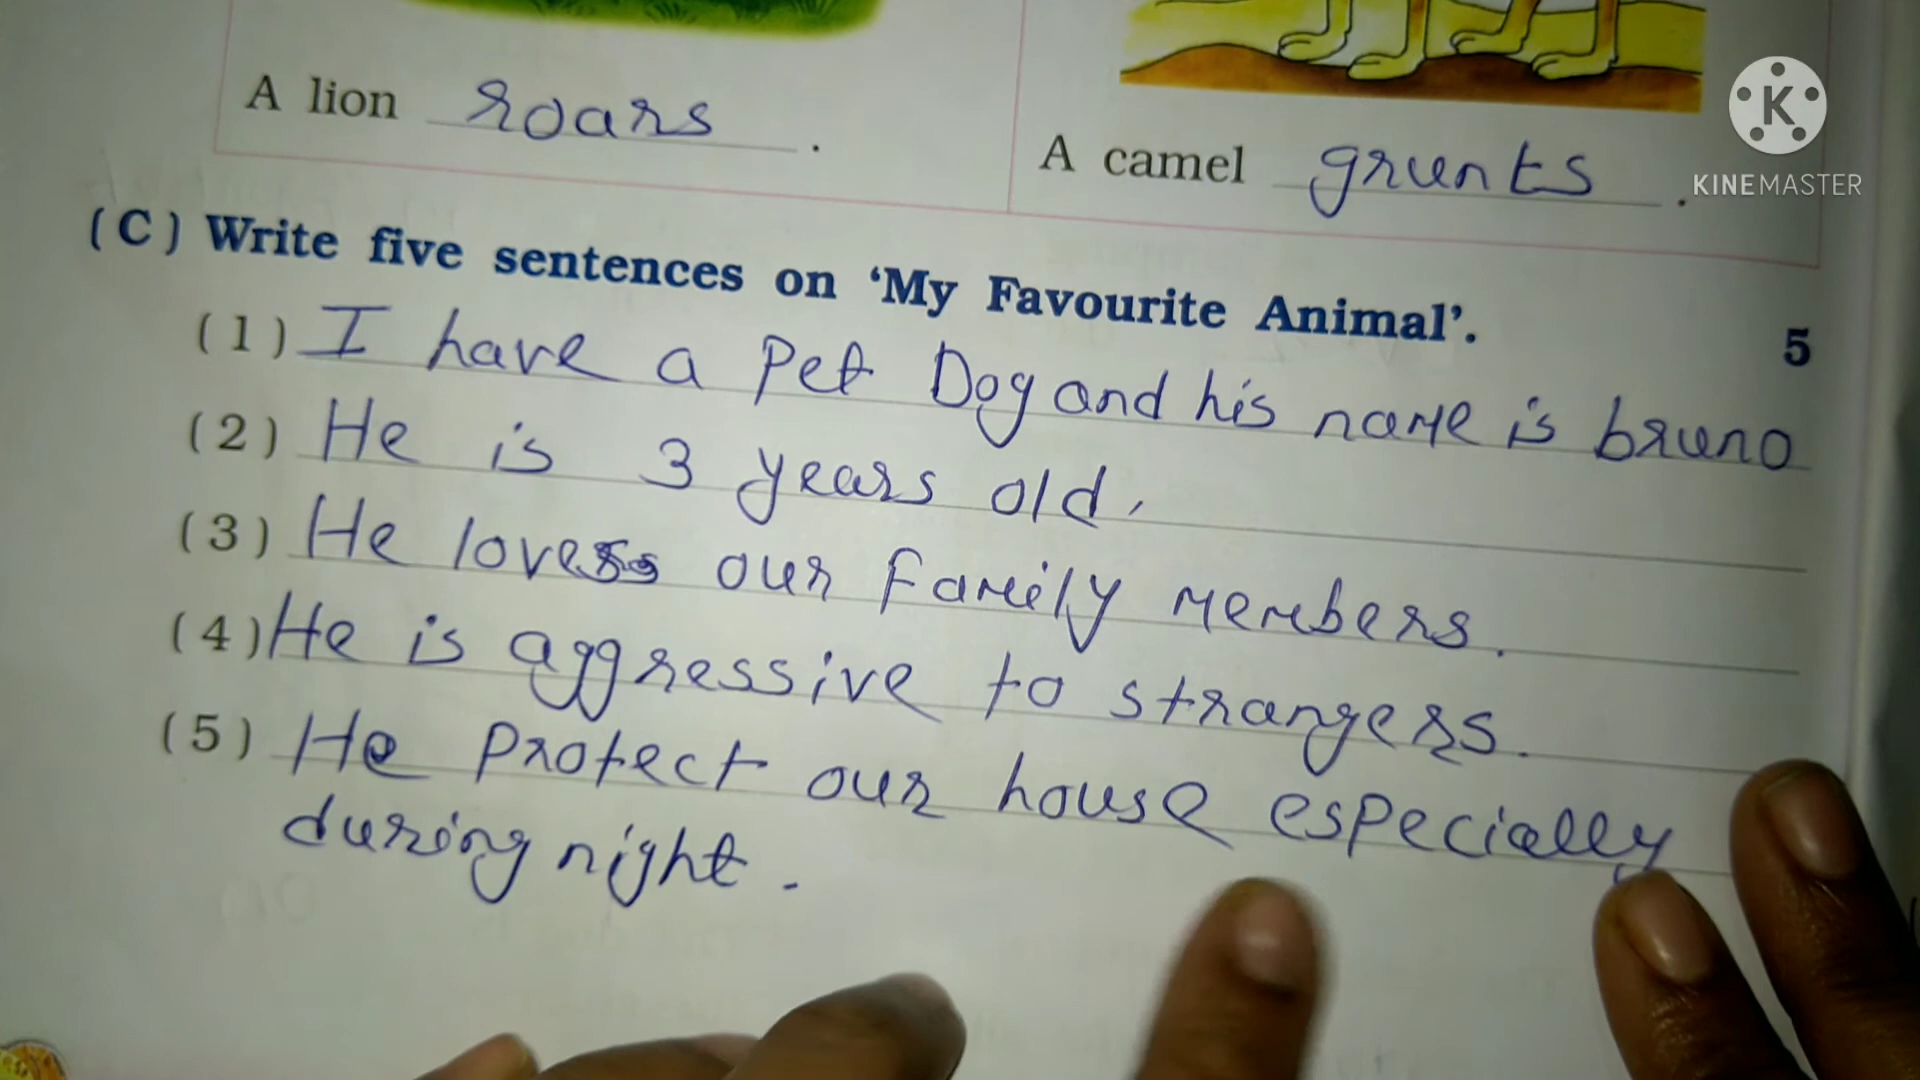 A lion roars .
A camel grunts .
KINEMASTER
(C) Write five sentences on ‘My Favourite Animal’. 5
(1) I have a Pet Dog and his name is bruno
(2) He is 3 years old.
(3) He loves our family members.
(4) He is aggressive to strangers.
(5) He Protect our house especially
during night.